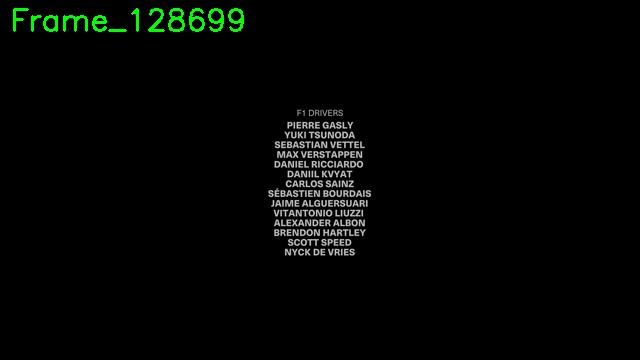 Frame_128699
F1 DRIVERS
PIERRE GASLY
YUKI TSUNODA
SEBASTIAN VETTEL
MAX VERSTAPPEN
DANIEL RICCIARDO
DANIIL KVYAT
CARLOS SAINZ
SÉBASTIEN BOURDAIS
JAIME ALGUERSUARI
VITANTONIO LIUZZI
ALEXANDER ALBON
BRENDON HARTLEY
SCOTT SPEED
NYCK DE VRIES